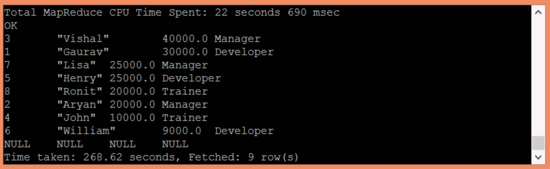 Total MapReduce CPU Time Spent: 22 seconds 690 msec
OK
3 "Vishal" 40000.0 Manager
1 "Gaurav" 30000.0 Developer
7 "Lisa" 25000.0 Manager
5 "Henry" 25000.0 Developer
8 "Ronit" 20000.0 Trainer
2 "Aryan" 20000.0 Manager
4 "John" 10000.0 Trainer
6 "William" 9000.0 Developer
NULL NULL NULL NULL
Time taken: 268.62 seconds, Fetched: 9 row(s)